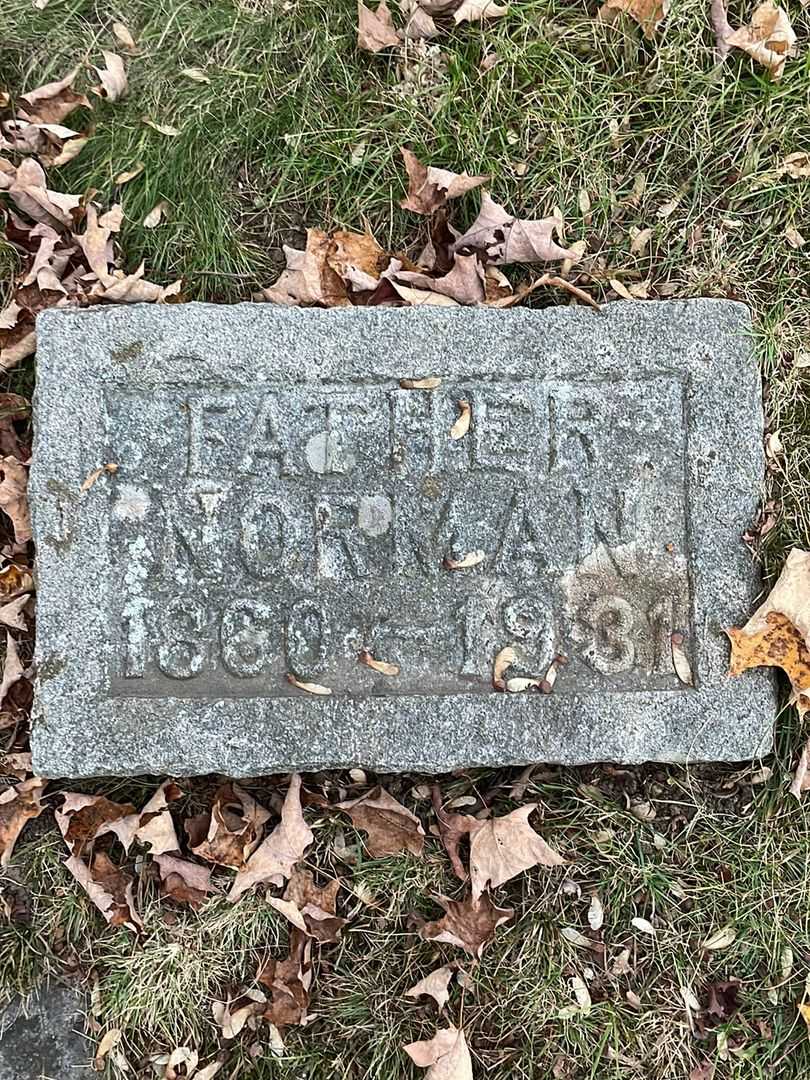 FATHER
NORMAN
1860 – 1931